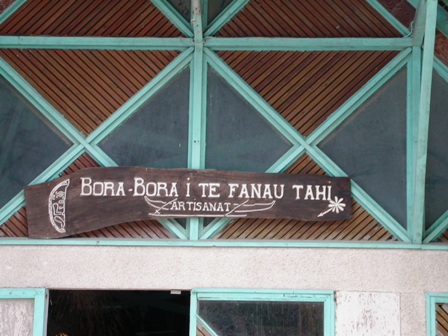 BORA-BORA I TE FANAU TAHI
ARTISANAT